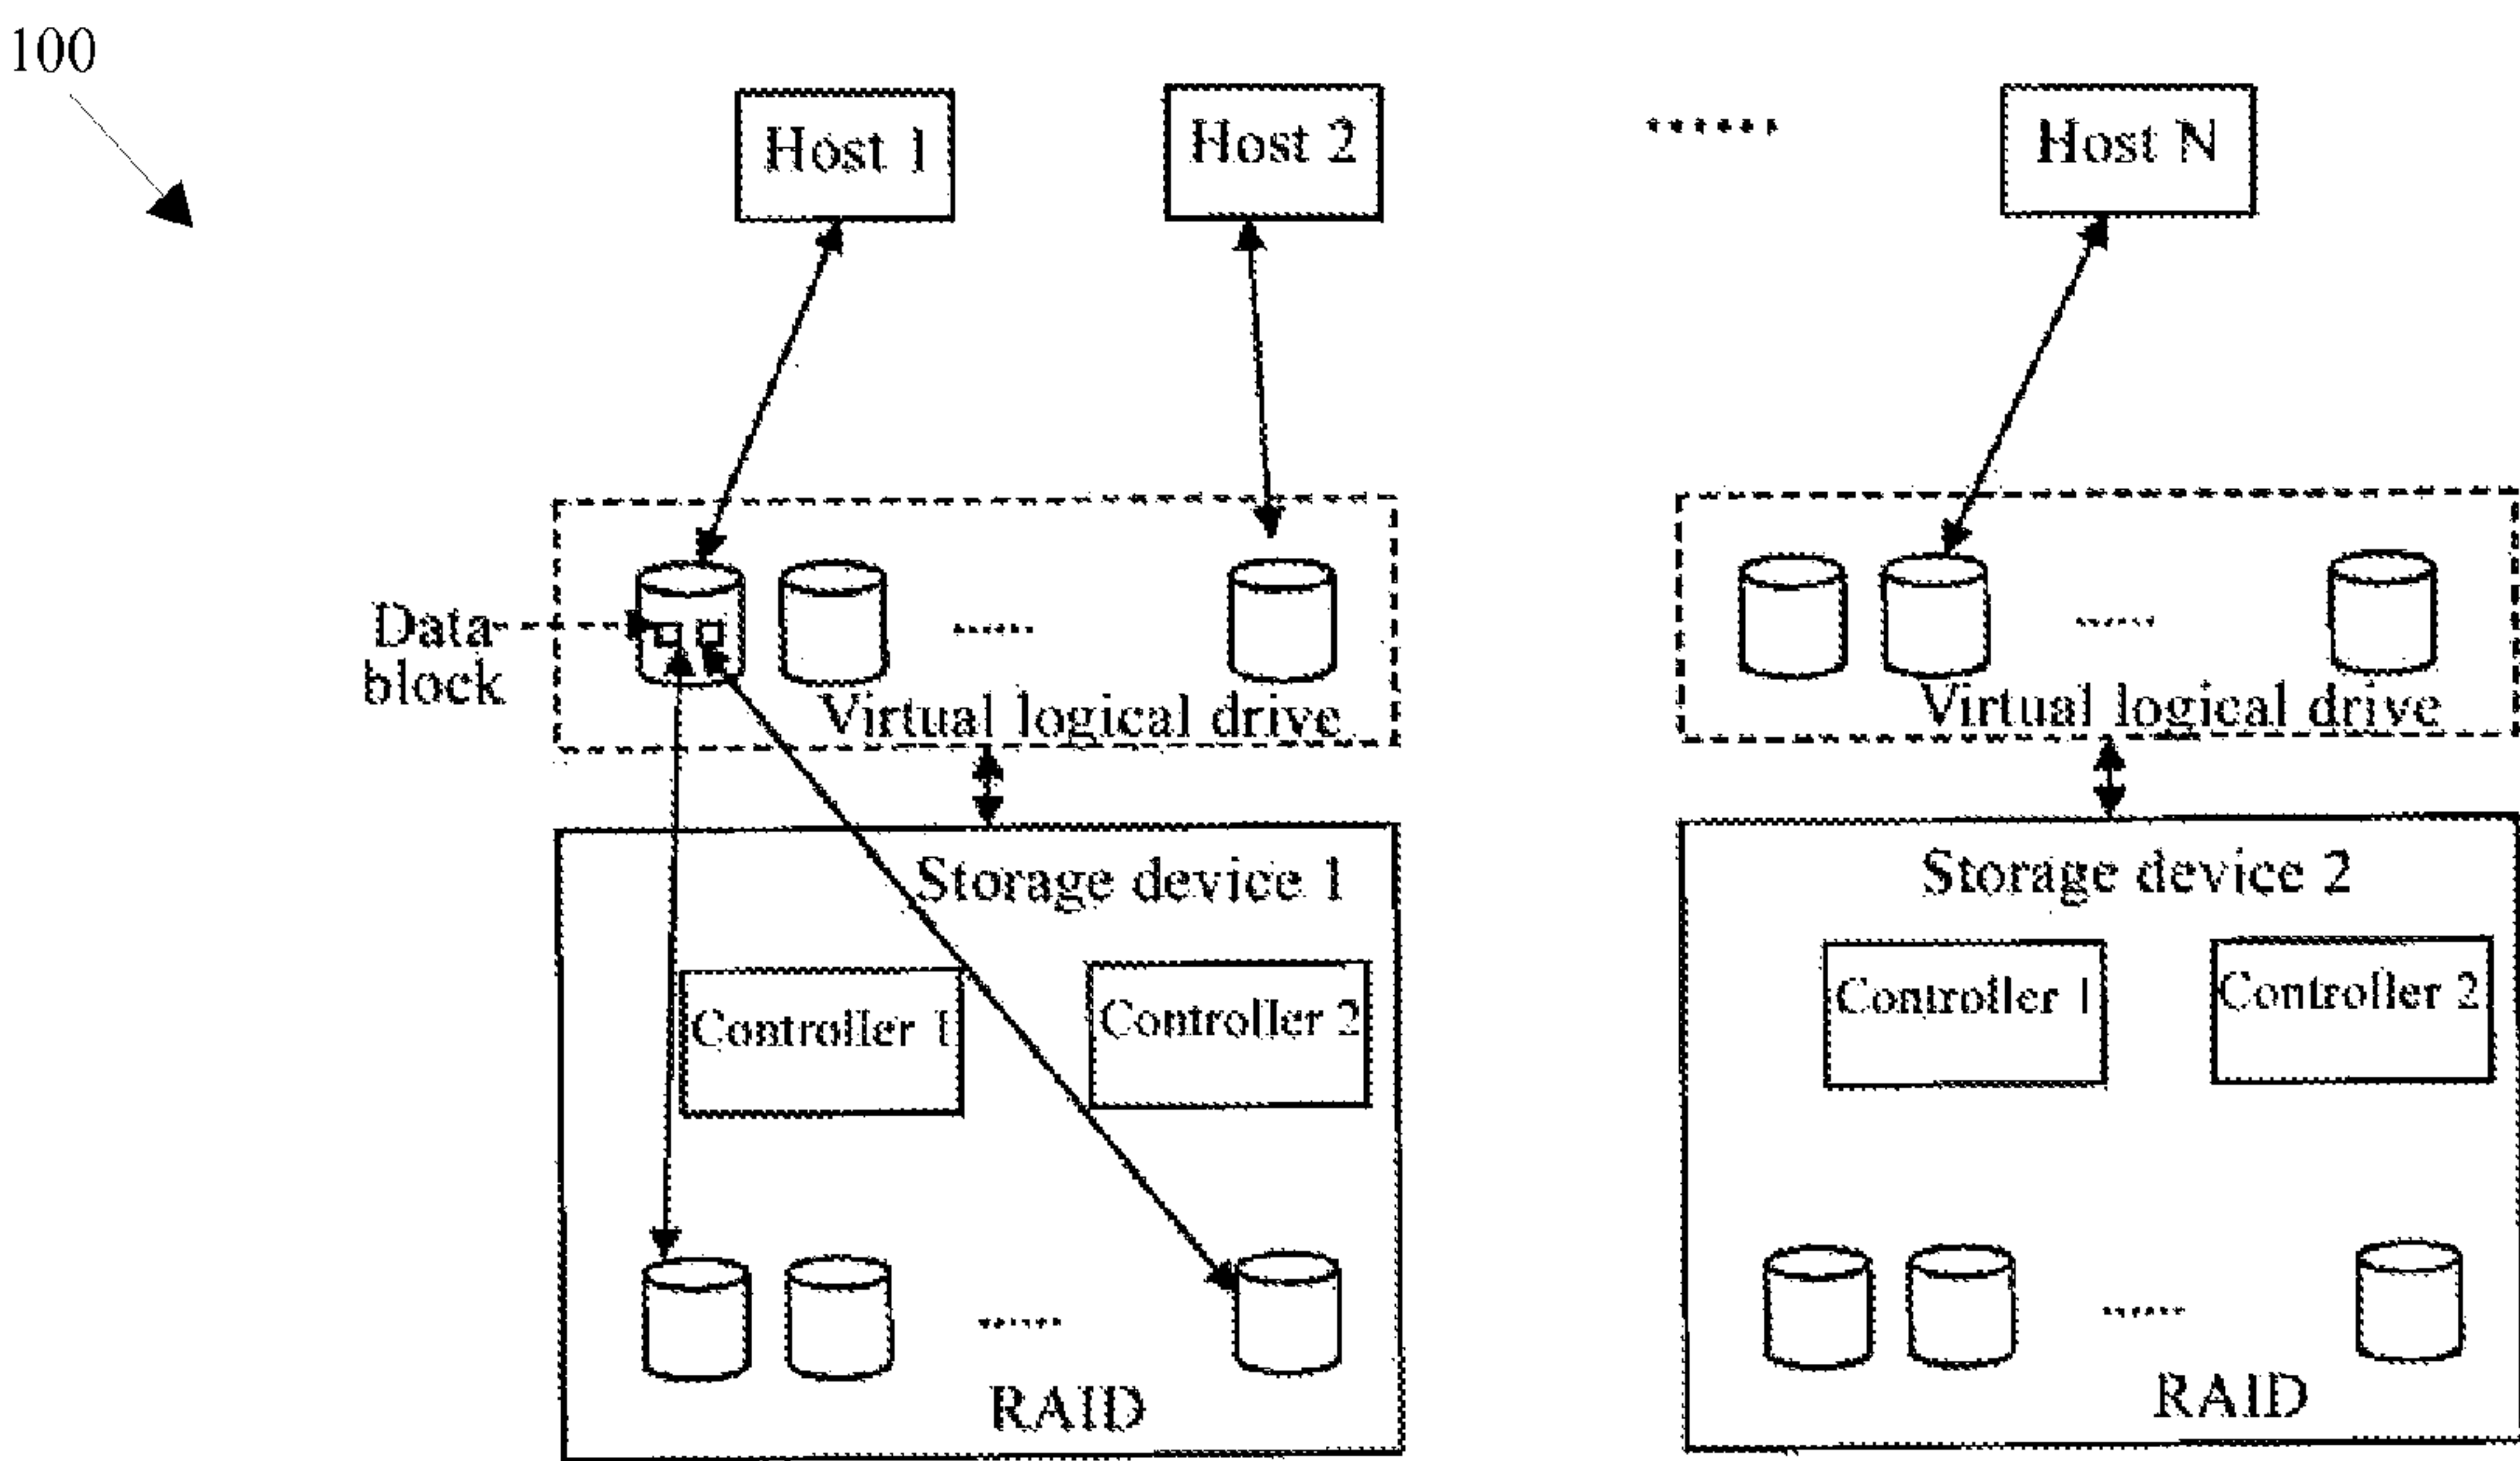 100
Host 1
Host 2
......
Host N
Data
block
......
Virtual logical drive
......
Virtual logical drive
Storage device 1
Controller 1
Controller 2
......
RAID
Storage device 2
Controller 1
Controller 2
......
RAID